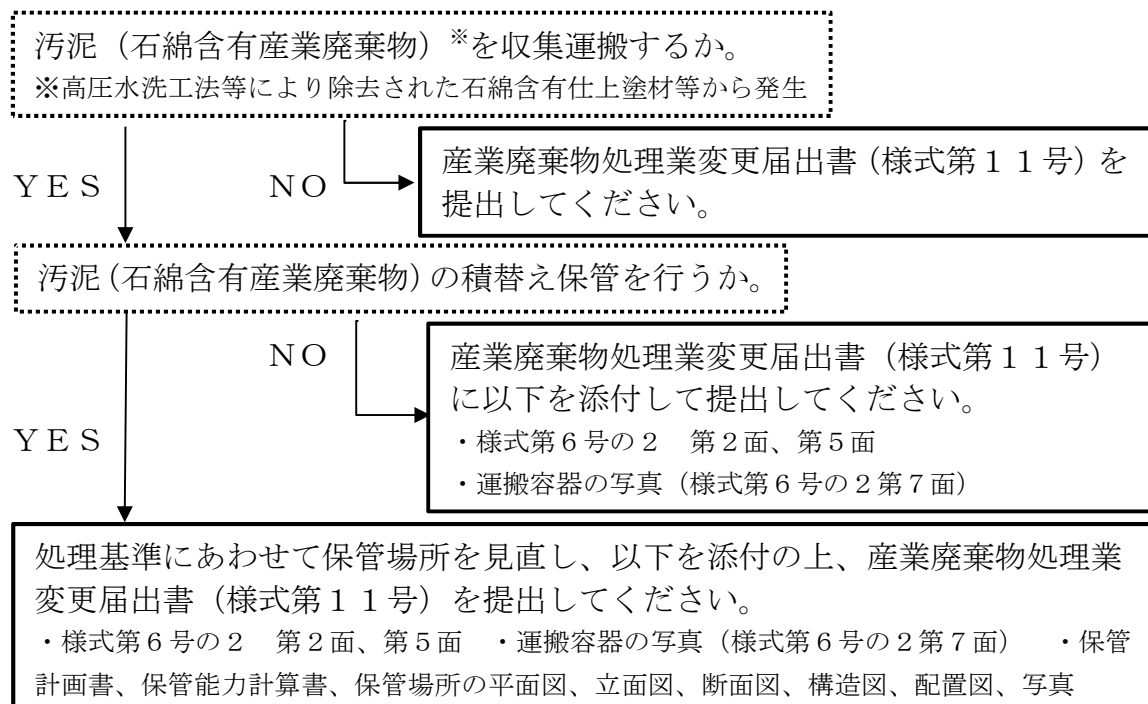 汚泥（石綿含有産業廃棄物）※を収集運搬するか。
※高圧水洗工法等により除去された石綿含有仕上塗材等から発生
ＹＥＳ
ＮＯ
産業廃棄物処理業変更届出書（様式第１１号）を
提出してください。
汚泥（石綿含有産業廃棄物）の積替え保管を行うか。
ＹＥＳ
ＮＯ
産業廃棄物処理業変更届出書（様式第１１号）
に以下を添付して提出してください。
・様式第６号の２　第２面、第５面
・運搬容器の写真（様式第６号の２第７面）
処理基準にあわせて保管場所を見直し、以下を添付の上、産業廃棄物処理業
変更届出書（様式第１１号）を提出してください。
・様式第６号の２　第２面、第５面　・運搬容器の写真（様式第６号の２第７面）　・保管
計画書、保管能力計算書、保管場所の平面図、立面図、断面図、構造図、配置図、写真